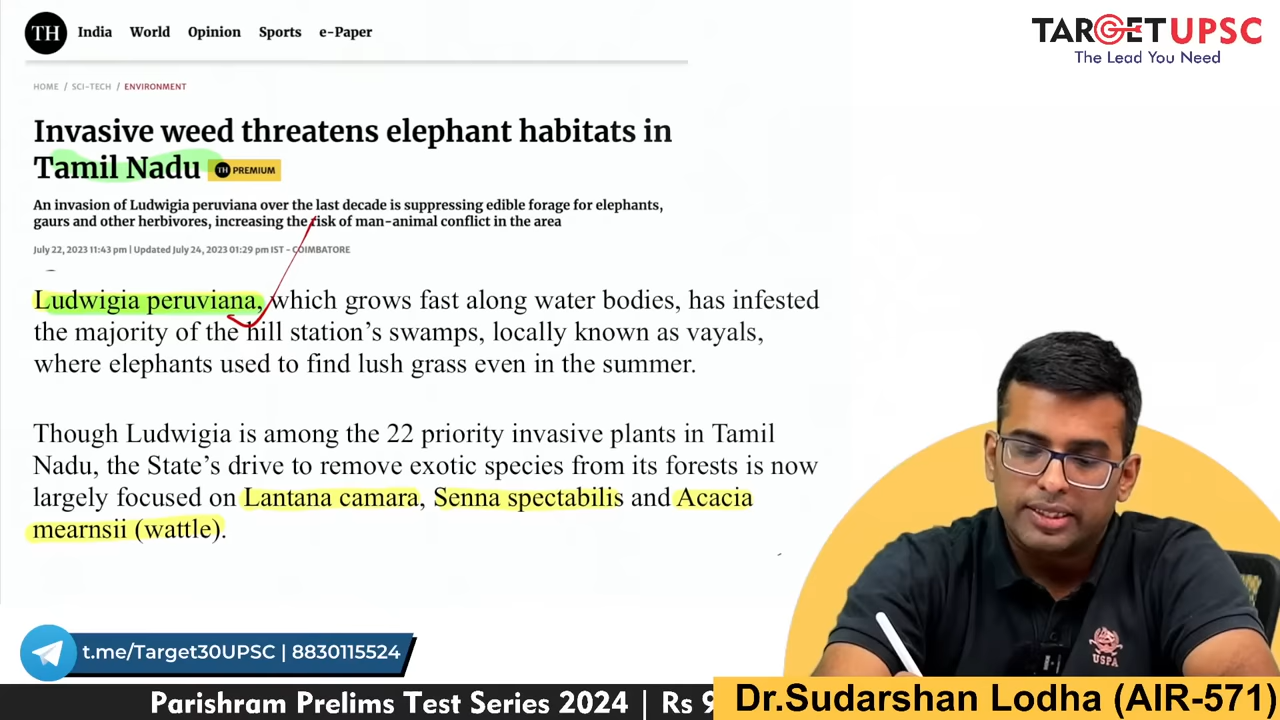 TH India World Opinion Sports e-Paper
TARGET UPSC
The Lead You Need
HOME / SCI-TECH / ENVIRONMENT
Invasive weed threatens elephant habitats in
Tamil Nadu TH PREMIUM
An invasion of Ludwigia peruviana over the last decade is suppressing edible forage for elephants,
gaurs and other herbivores, increasing the risk of man-animal conflict in the area
July 22, 2023 11:43 pm | Updated July 24, 2023 01:29 pm IST - COIMBATORE
Ludwigia peruviana, which grows fast along water bodies, has infested
the majority of the hill station’s swamps, locally known as vayals,
where elephants used to find lush grass even in the summer.
Though Ludwigia is among the 22 priority invasive plants in Tamil
Nadu, the State’s drive to remove exotic species from its forests is now
largely focused on Lantana camara, Senna spectabilis and Acacia
mearnsii (wattle).
USPA
t.me/Target30UPSC | 8830115524
Parishram Prelims Test Series 2024 | Rs 9
Dr.Sudarshan Lodha (AIR-571)